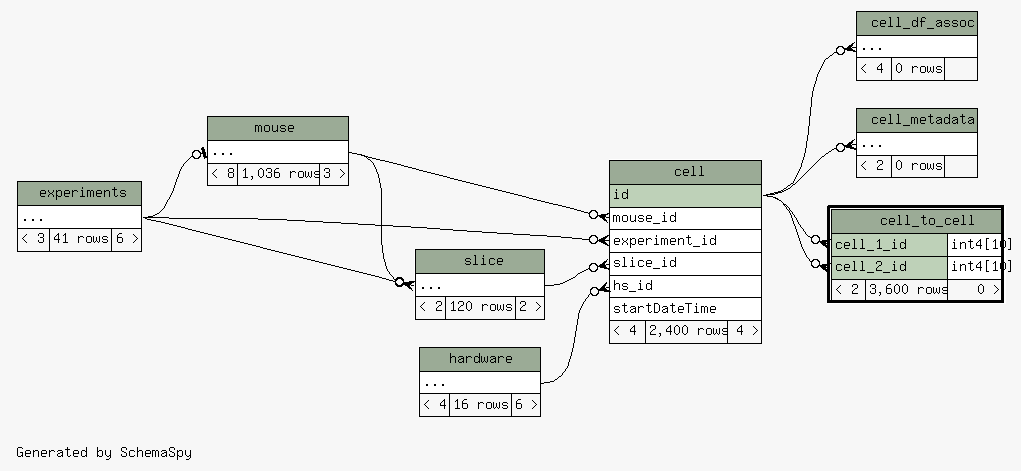 cell_df_assoc
...
< 4 0 rows
mouse
...
< 8 1,036 rows 3 >
cell_metadata
...
< 2 0 rows
experiments
...
< 3 41 rows 6 >
cell
id
mouse_id
experiment_id
slice_id
hs_id
startDateTime
< 4 2,400 rows 4 >
cell_to_cell
cell_1_id int4[10]
cell_2_id int4[10]
< 2 3,600 rows 0 >
slice
...
< 2 120 rows 2 >
hardware
...
< 4 16 rows 6 >
Generated by SchemaSpy